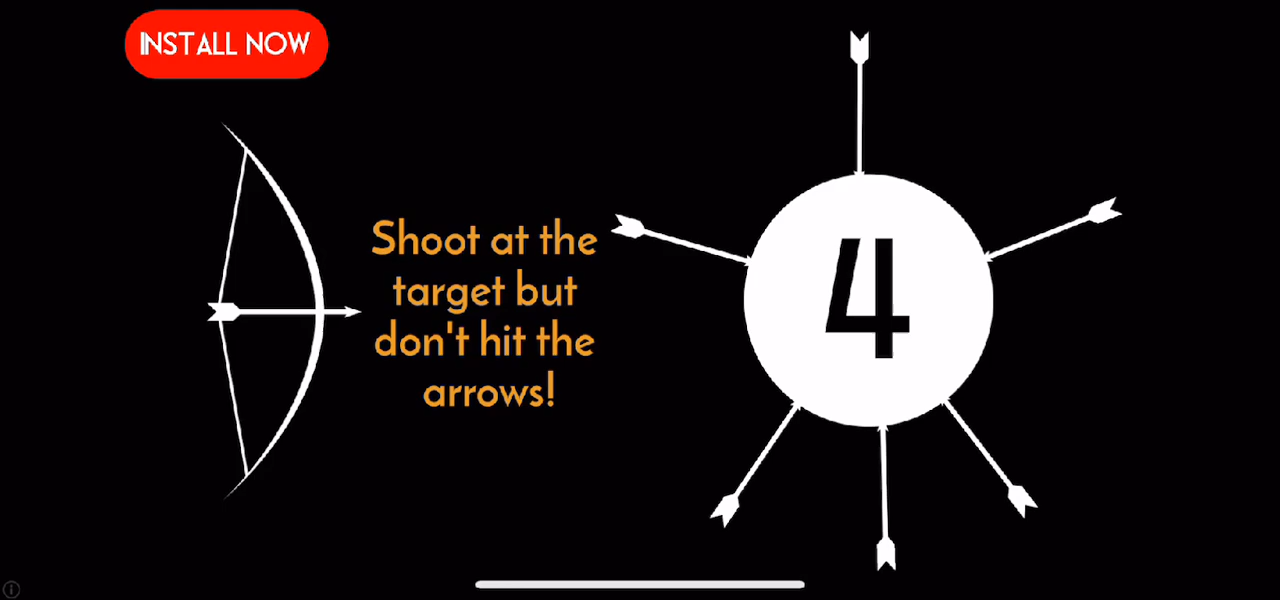 INSTALL NOW
Shoot at the
target but
don't hit the
arrows!
4